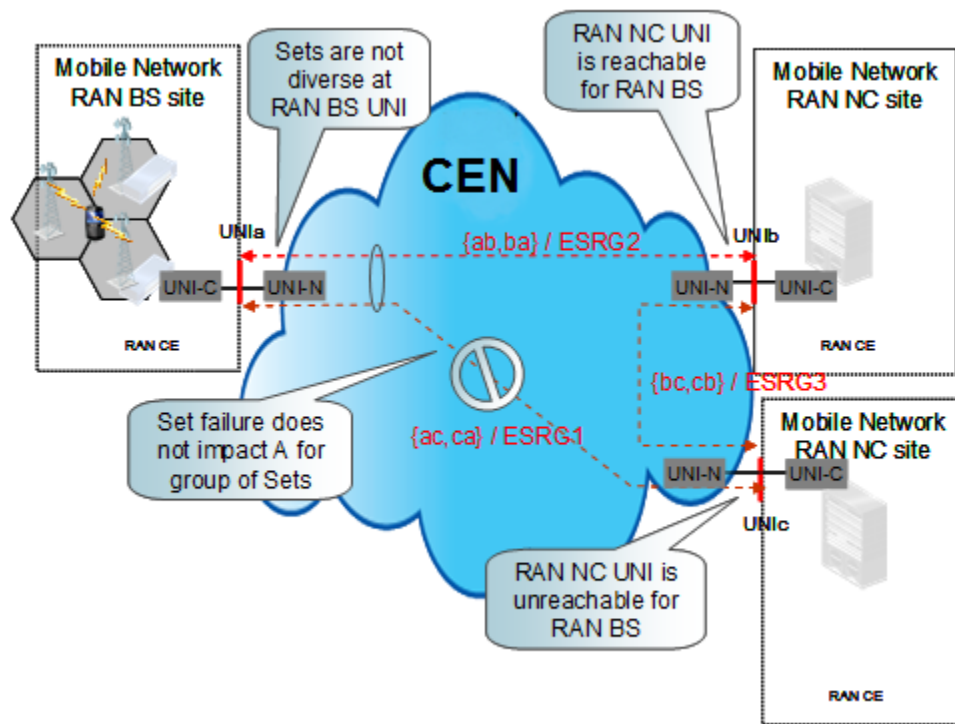 Mobile Network
RAN BS site
Sets are not
diverse at
RAN BS UNI
RAN NC UNI
is reachable
for RAN BS
Mobile Network
RAN NC site
CEN
UNIa
{ab,ba} / ESRG2
UNIb
UNI-C
UNI-N
UNI-N
UNI-C
RAN CE
RAN CE
{bc,cb} / ESRG3
Set failure does
not impact A for
group of Sets
{ac,ca} / ESRG1
Mobile Network
RAN NC site
UNI-N
UNI-C
UNIc
RAN NC UNI is
unreachable for
RAN BS
RAN CE